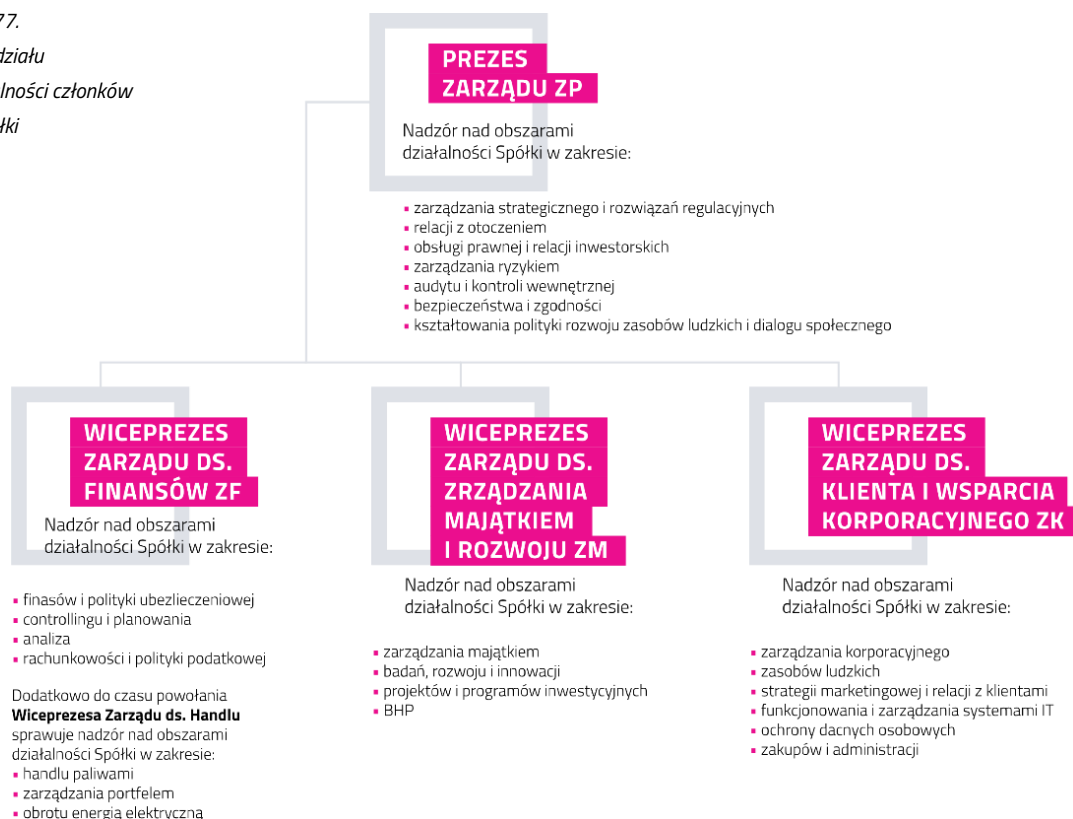 77.
działu
lności członków
łki
PREZES
ZARZĄDU ZP
Nadzór nad obszarami
działalności Spółki w zakresie:
▪ zarządzania strategicznego i rozwiązań regulacyjnych
▪ relacji z otoczeniem
▪ obsługi prawnej i relacji inwestorskich
▪ zarządzania ryzykiem
▪ audytu i kontroli wewnętrznej
▪ bezpieczeństwa i zgodności
▪ kształtowania polityki rozwoju zasobów ludzkich i dialogu społecznego
WICEPREZES
ZARZĄDU DS.
FINANSÓW ZF
Nadzór nad obszarami
działalności Spółki w zakresie:
▪ finasów i polityki ubezlieczeniowej
▪ controllingu i planowania
▪ analiza
▪ rachunkowości i polityki podatkowej
Dodatkowo do czasu powołania
Wiceprezesa Zarządu ds. Handlu
sprawuje nadzór nad obszarami
działalności Spółki w zakresie:
▪ handlu paliwami
▪ zarządzania portfelem
▪ obrotu energią elektryczną
WICEPREZES
ZARZĄDU DS.
ZRZĄDZANIA
MAJĄTKIEM
I ROZWOJU ZM
Nadzór nad obszarami
działalności Spółki w zakresie:
▪ zarządzania majątkiem
▪ badań, rozwoju i innowacji
▪ projektów i programów inwestycyjnych
▪ BHP
WICEPREZES
ZARZĄDU DS.
KLIENTA I WSPARCIA
KORPORACYJNEGO ZK
Nadzór nad obszarami
działalności Spółki w zakresie:
▪ zarządzania korporacyjnego
▪ zasobów ludzkich
▪ strategii marketingowej i relacji z klientami
▪ funkcjonowania i zarządzania systemami IT
▪ ochrony dacnych osobowych
▪ zakupów i administracji